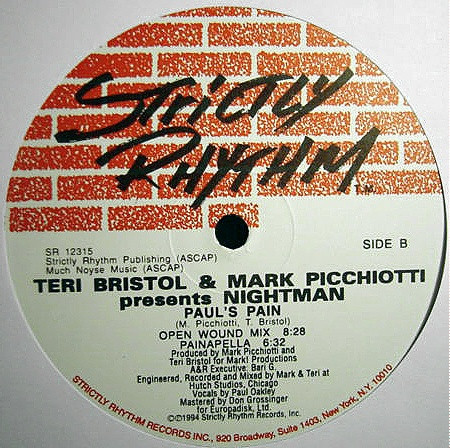 STRICTLY
RHYTHM TM
SR 12315
Strictly Rhythm Publishing (ASCAP)
Much Noyse Music (ASCAP)
SIDE B
TERI BRISTOL & MARK PICCHIOTTI
presents NIGHTMAN
PAUL'S PAIN
(M. Picchiotti, T. Bristol)
OPEN WOUND MIX 8:28
PAINAPELLA 6:32
Produced by Mark Picchiotti and
Teri Bristol for Mark! Productions
A&R Executive: Bari G.
Engineered, Recorded and Mixed by Mark & Teri at
Hutch Studios, Chicago
Vocals by Paul Oakley
Mastered by Don Grossinger
for Europadisk, Ltd.
©℗1994 Strictly Rhythm Records, Inc.
STRICTLY RHYTHM RECORDS INC., 920 Broadway, Suite 1403, New York, N.Y. 10010